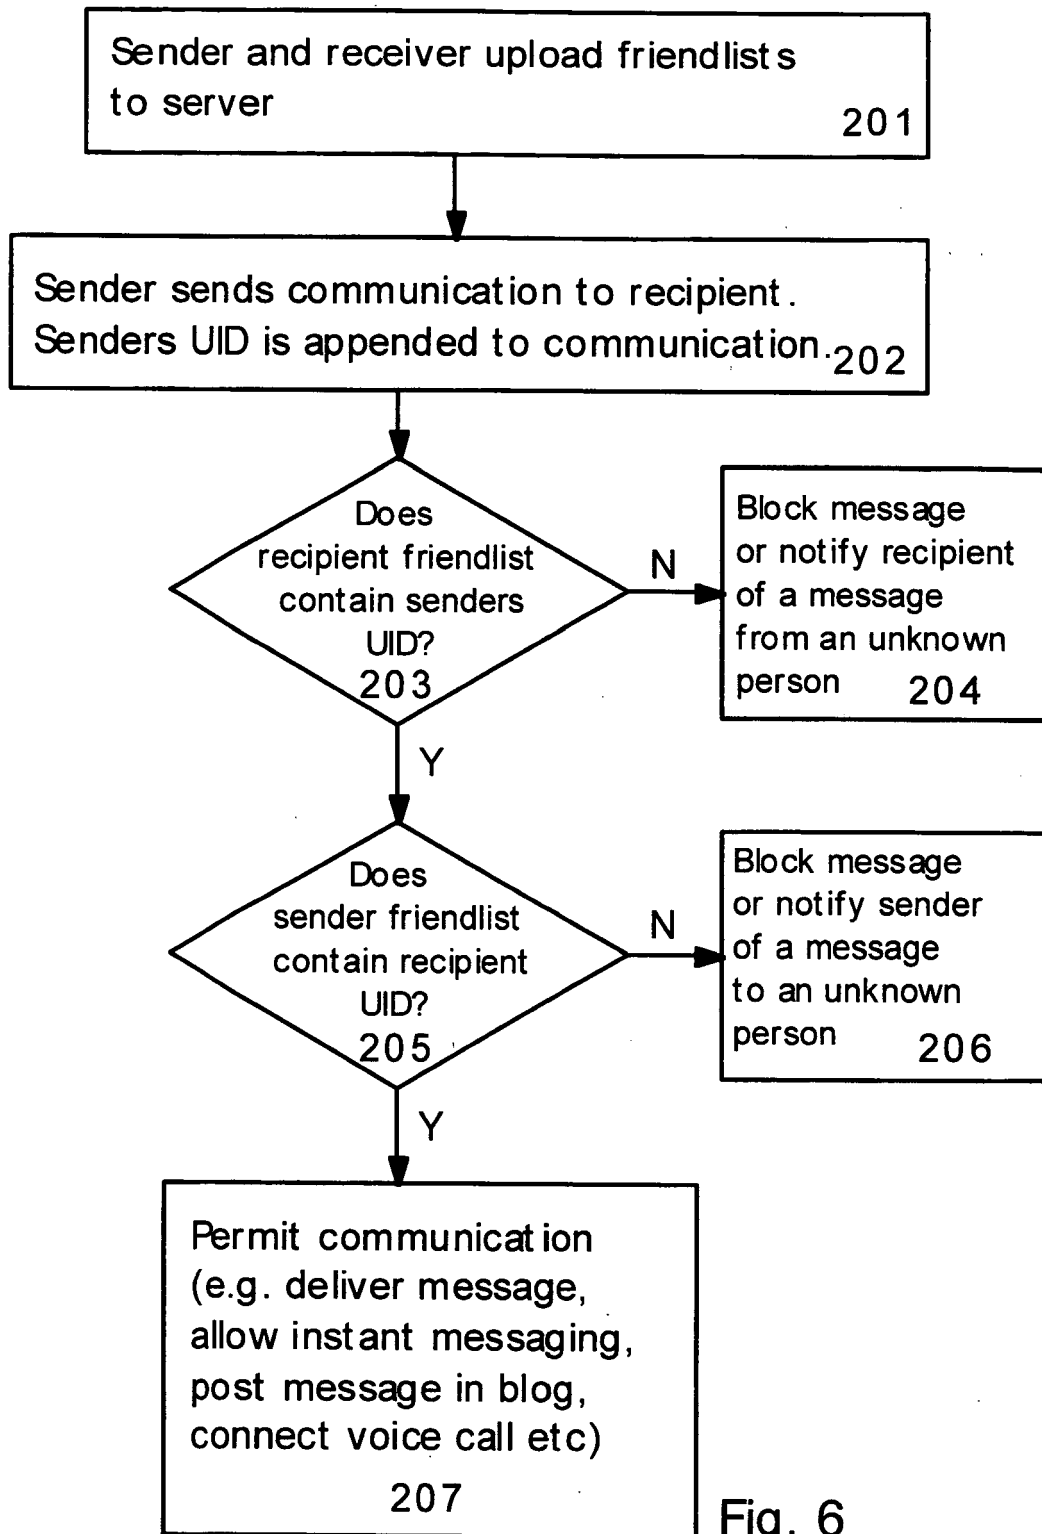 Sender and receiver upload friendlists
to server
201
Sender sends communication to recipient.
Senders UID is appended to communication.
202
Does
recipient friendlist
contain senders
UID?
203
N
Block message
or notify recipient
of a message
from an unknown
person 204
Y
Does
sender friendlist
contain recipient
UID?
205
N
Block message
or notify sender
of a message
to an unknown
person 206
Y
Permit communication
(e.g. deliver message,
allow instant messaging,
post message in blog,
connect voice call etc)
207
Fig. 6